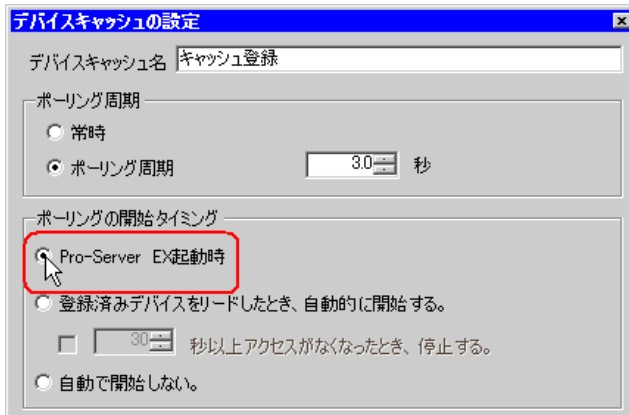 デバイスキャッシュの設定
デバイスキャッシュ名 キャッシュ登録
ポーリング周期
常時
ポーリング周期 3.0 秒
ポーリングの開始タイミング
Pro-Server EX起動時
登録済みデバイスをリードしたとき、自動的に開始する。
30 秒以上アクセスがなくなったとき、停止する。
自動で開始しない。